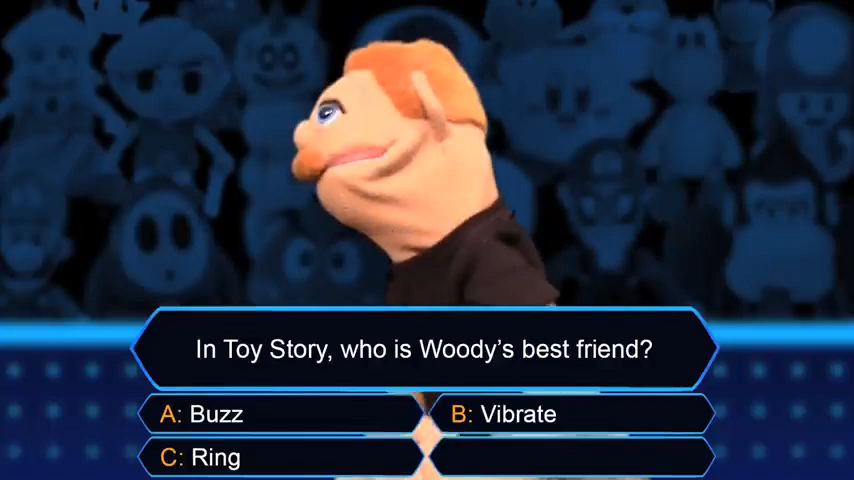 In Toy Story, who is Woody’s best friend?
A: Buzz
B: Vibrate
C: Ring